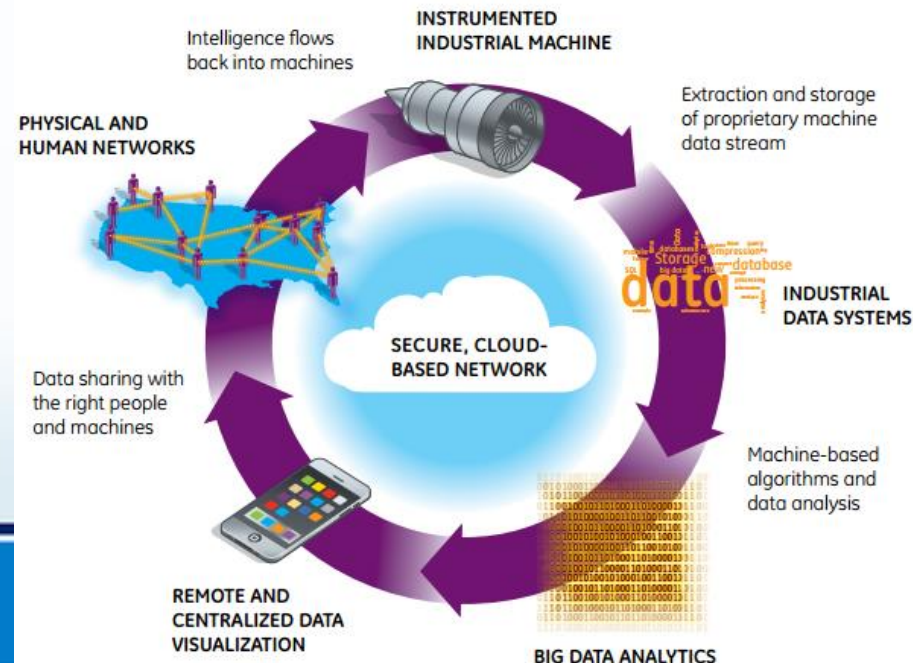 INSTRUMENTED
INDUSTRIAL MACHINE
Intelligence flows
back into machines
Extraction and storage
of proprietary machine
data stream
PHYSICAL AND
HUMAN NETWORKS
Storage
database
data
INDUSTRIAL
DATA SYSTEMS
SECURE, CLOUD-
BASED NETWORK
Data sharing with
the right people
and machines
Machine-based
algorithms and
data analysis
REMOTE AND
CENTRALIZED DATA
VISUALIZATION
BIG DATA ANALYTICS